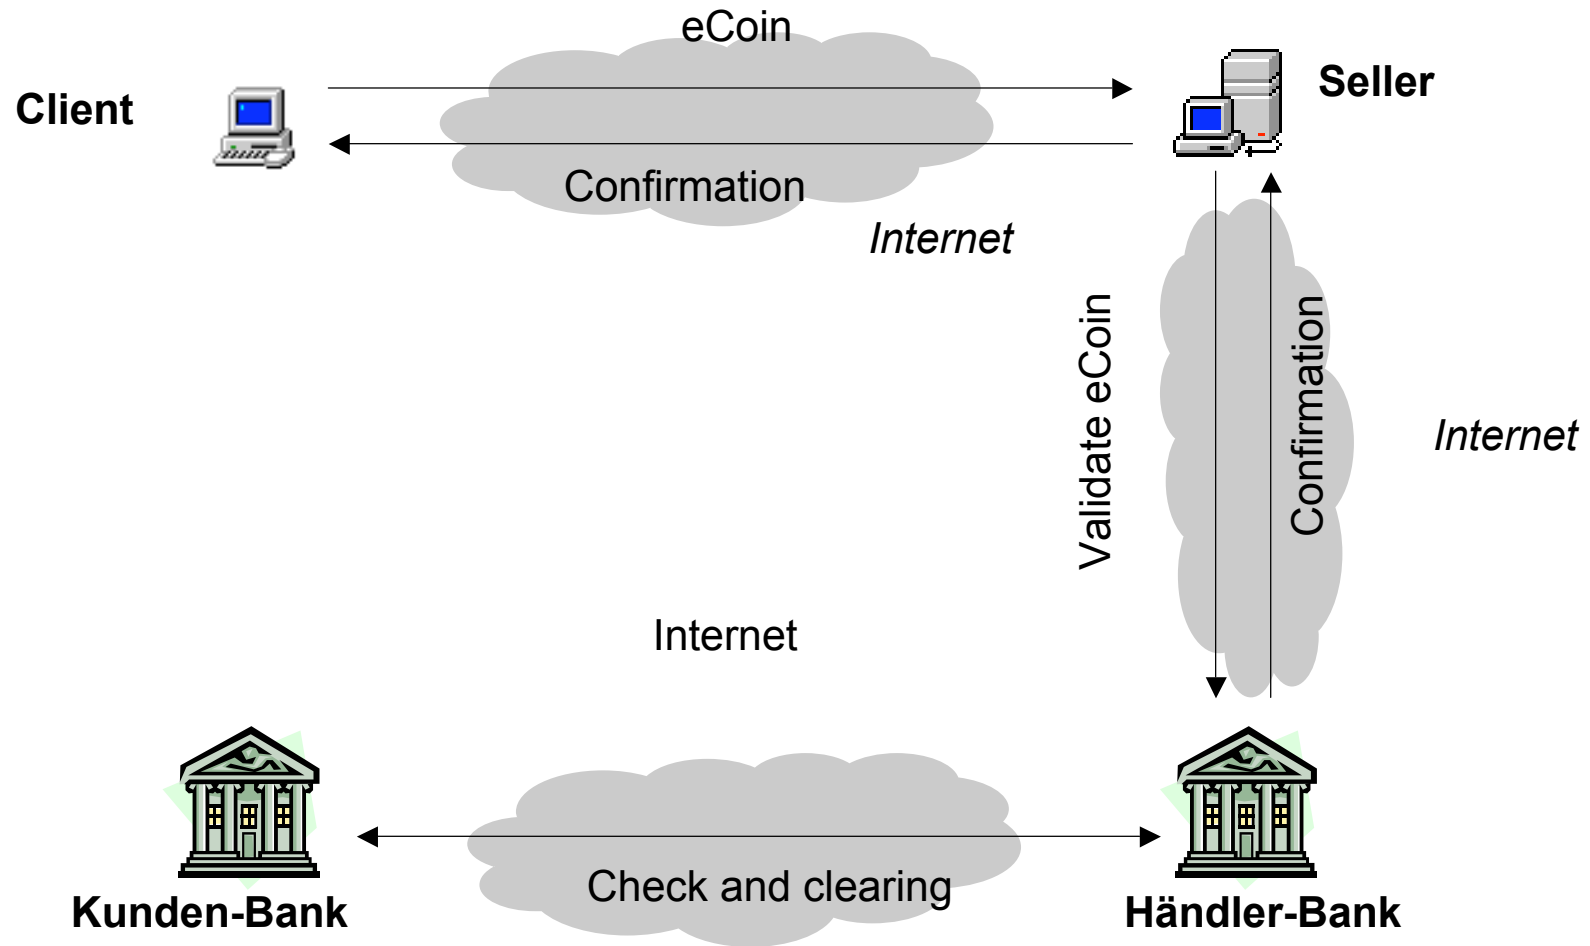 eCoin
Client
Seller
Confirmation
Internet
Validate eCoin
Confirmation
Internet
Internet
Check and clearing
Kunden-Bank
Händler-Bank